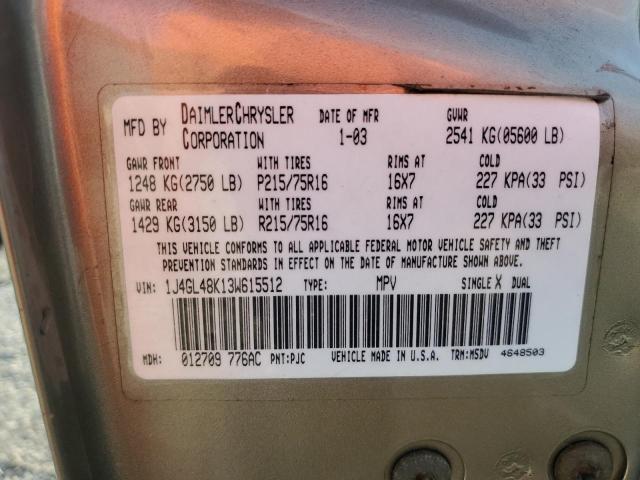 MFD BY DAIMLERCHRYSLER CORPORATION DATE OF MFR 1-03 GVWR 2541 KG(05600 LB)
GAWR FRONT WITH TIRES RIMS AT COLD
1248 KG(2750 LB) P215/75R16 16X7 227 KPA(33 PSI)
GAWR REAR WITH TIRES RIMS AT COLD
1429 KG(3150 LB) R215/75R16 16X7 227 KPA(33 PSI)
THIS VEHICLE CONFORMS TO ALL APPLICABLE FEDERAL MOTOR VEHICLE SAFETY AND THEFT
PREVENTION STANDARDS IN EFFECT ON THE DATE OF MANUFACTURE SHOWN ABOVE.
VIN: 1J4GL48K13W615512 TYPE: MPV SINGLE X DUAL
MDH: 012709 776AC PNT:PJC VEHICLE MADE IN U.S.A. TRM:MSDV 4648503